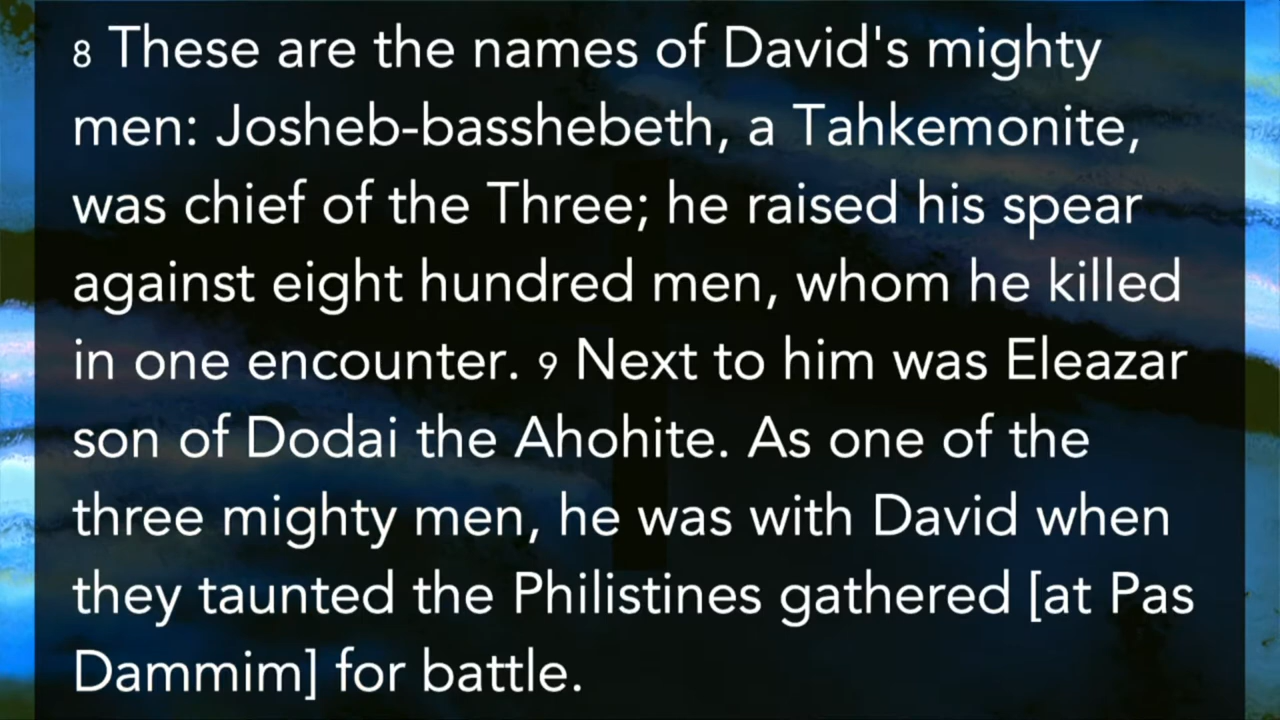 8 These are the names of David's mighty
men: Josheb-basshebeth, a Tahkemonite,
was chief of the Three; he raised his spear
against eight hundred men, whom he killed
in one encounter. 9 Next to him was Eleazar
son of Dodai the Ahohite. As one of the
three mighty men, he was with David when
they taunted the Philistines gathered [at Pas
Dammim] for battle.